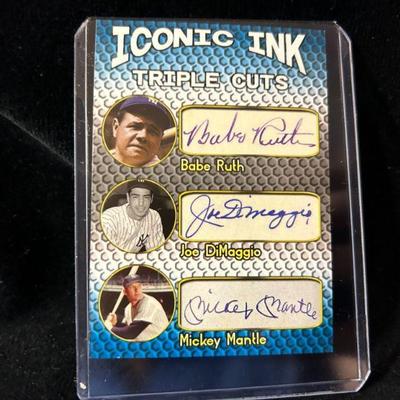 ICONIC INK
TRIPLE CUTS
Babe Ruth
Babe Ruth
Joe DiMaggio
Joe DiMaggio
Mickey Mantle
Mickey Mantle